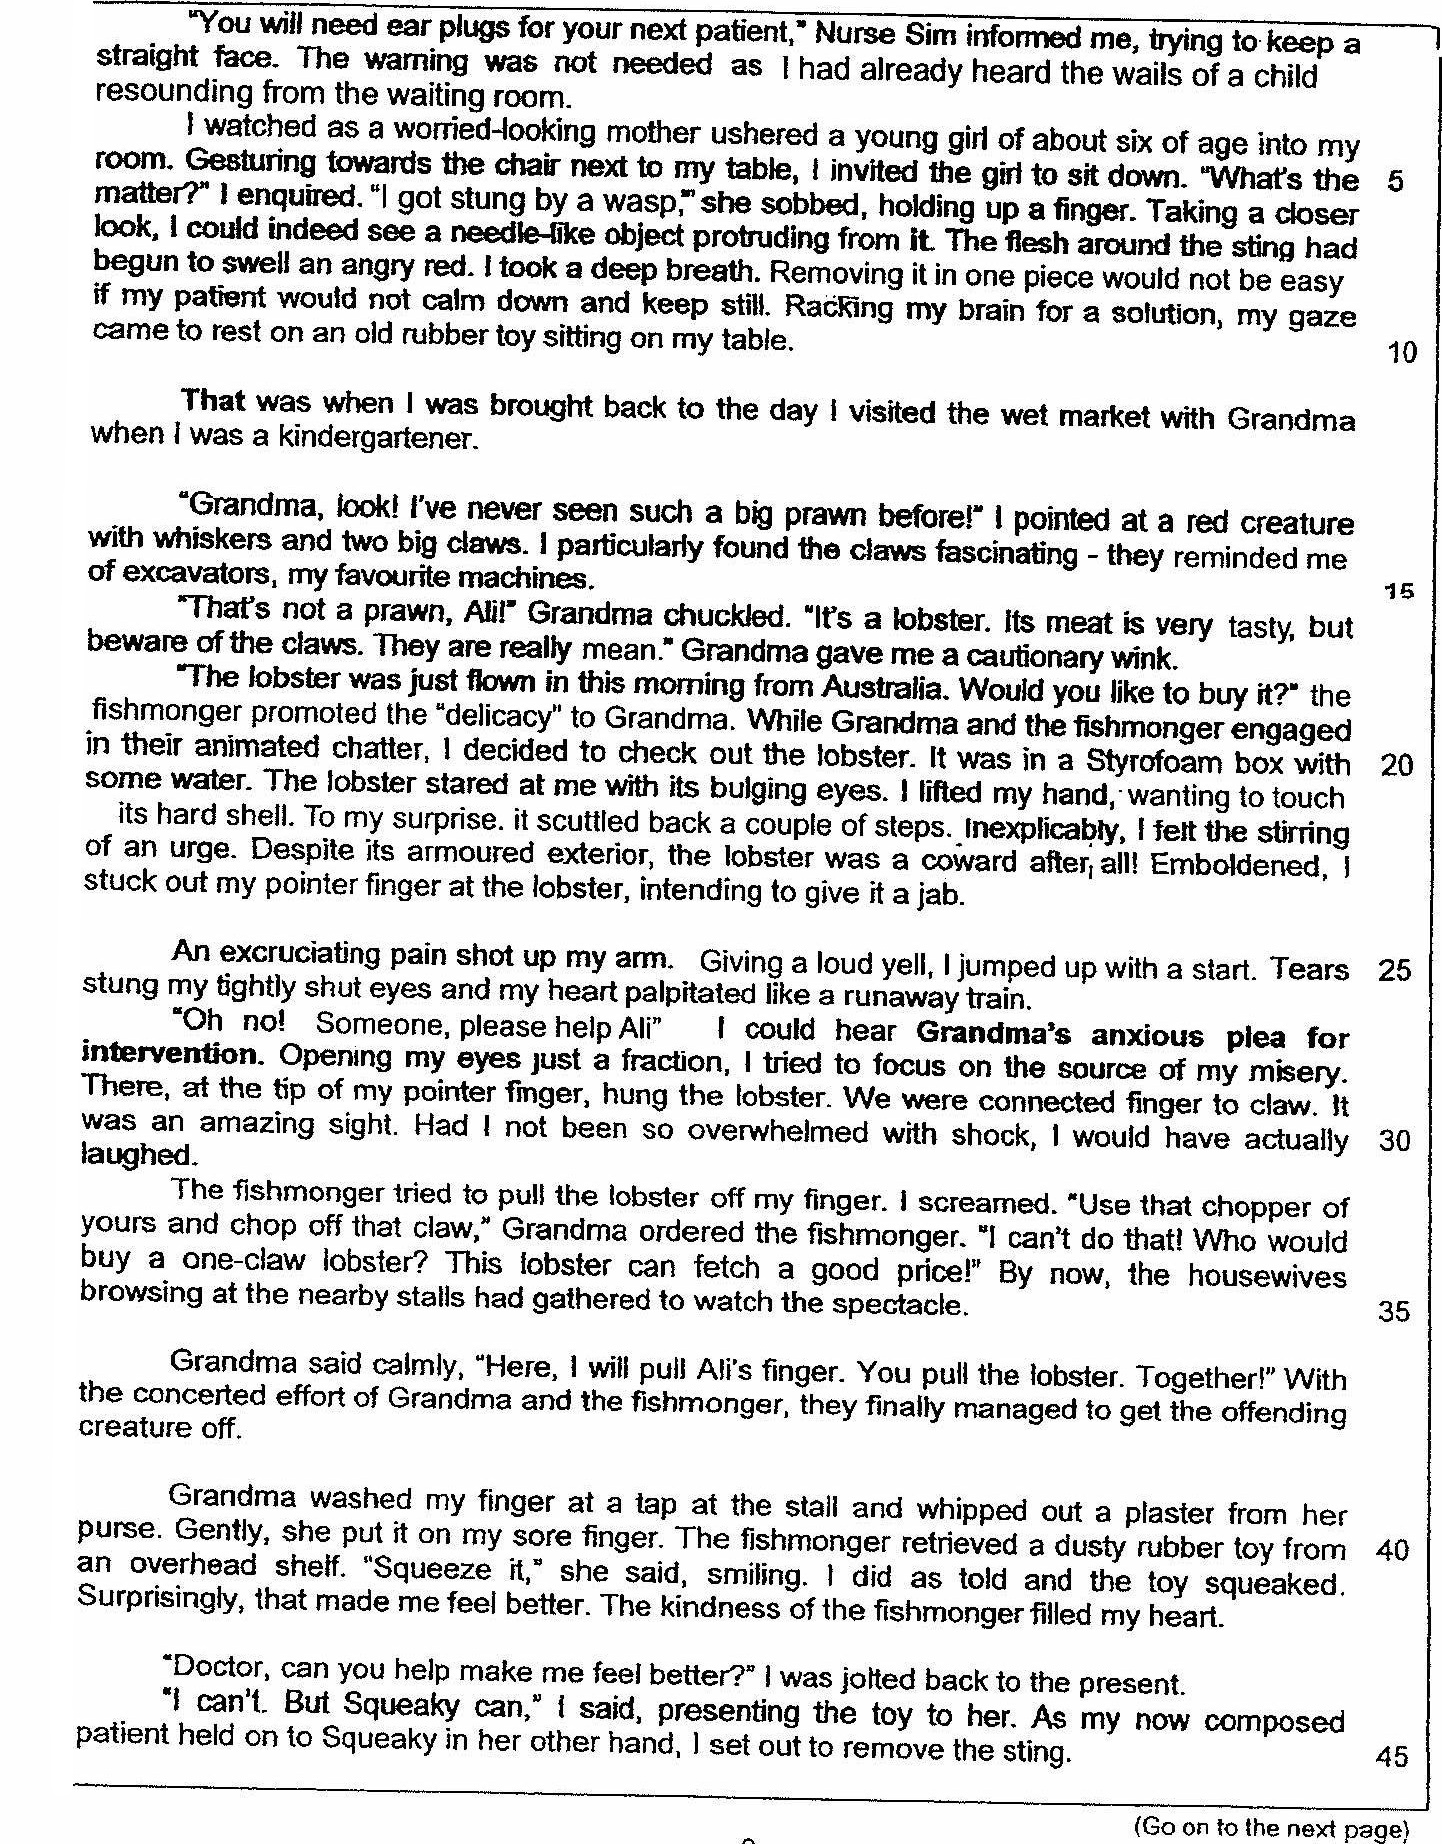 "You will need ear plugs for your next patient," Nurse Sim informed me, trying to keep a
straight face. The warning was not needed as I had already heard the wails of a child
resounding from the waiting room.
I watched as a worried-looking mother ushered a young girl of about six of age into my
room. Gesturing towards the chair next to my table, I invited the girl to sit down. "What's the 5
matter?" I enquired. "I got stung by a wasp," she sobbed, holding up a finger. Taking a closer
look, I could indeed see a needle-like object protruding from it. The flesh around the sting had
begun to swell an angry red. I took a deep breath. Removing it in one piece would not be easy
if my patient would not calm down and keep still. Racking my brain for a solution, my gaze
came to rest on an old rubber toy sitting on my table.
10
That was when I was brought back to the day I visited the wet market with Grandma
when I was a kindergartener.
"Grandma, look! I've never seen such a big prawn before!" I pointed at a red creature
with whiskers and two big claws. I particularly found the claws fascinating - they reminded me
of excavators, my favourite machines.
15
"That's not a prawn, Ali!" Grandma chuckled. "It's a lobster. Its meat is very tasty, but
beware of the claws. They are really mean." Grandma gave me a cautionary wink.
"The lobster was just flown in this morning from Australia. Would you like to buy it?" the
fishmonger promoted the "delicacy" to Grandma. While Grandma and the fishmonger engaged
in their animated chatter, I decided to check out the lobster. It was in a Styrofoam box with 20
some water. The lobster stared at me with its bulging eyes. I lifted my hand, wanting to touch
its hard shell. To my surprise. it scuttled back a couple of steps. Inexplicably, I felt the stirring
of an urge. Despite its armoured exterior, the lobster was a coward after, all! Emboldened, I
stuck out my pointer finger at the lobster, intending to give it a jab.
An excruciating pain shot up my arm. Giving a loud yell, I jumped up with a start. Tears 25
stung my tightly shut eyes and my heart palpitated like a runaway train.
"Oh no! Someone, please help Ali" I could hear Grandma's anxious plea for
intervention. Opening my eyes just a fraction, I tried to focus on the source of my misery.
There, at the tip of my pointer finger, hung the lobster. We were connected finger to claw. It
was an amazing sight. Had I not been so overwhelmed with shock, I would have actually 30
laughed.
The fishmonger tried to pull the lobster off my finger. I screamed. "Use that chopper of
yours and chop off that claw," Grandma ordered the fishmonger. "I can't do that! Who would
buy a one-claw lobster? This lobster can fetch a good price!" By now, the housewives
browsing at the nearby stalls had gathered to watch the spectacle.
35
Grandma said calmly, "Here, I will pull Ali's finger. You pull the lobster. Together!" With
the concerted effort of Grandma and the fishmonger, they finally managed to get the offending
creature off.
Grandma washed my finger at a tap at the stall and whipped out a plaster from her
purse. Gently, she put it on my sore finger. The fishmonger retrieved a dusty rubber toy from 40
an overhead shelf. "Squeeze it," she said, smiling. I did as told and the toy squeaked.
Surprisingly, that made me feel better. The kindness of the fishmonger filled my heart.
"Doctor, can you help make me feel better?" I was jolted back to the present.
"I can't. But Squeaky can," I said, presenting the toy to her. As my now composed
patient held on to Squeaky in her other hand, I set out to remove the sting.
45
(Go on to the next page)